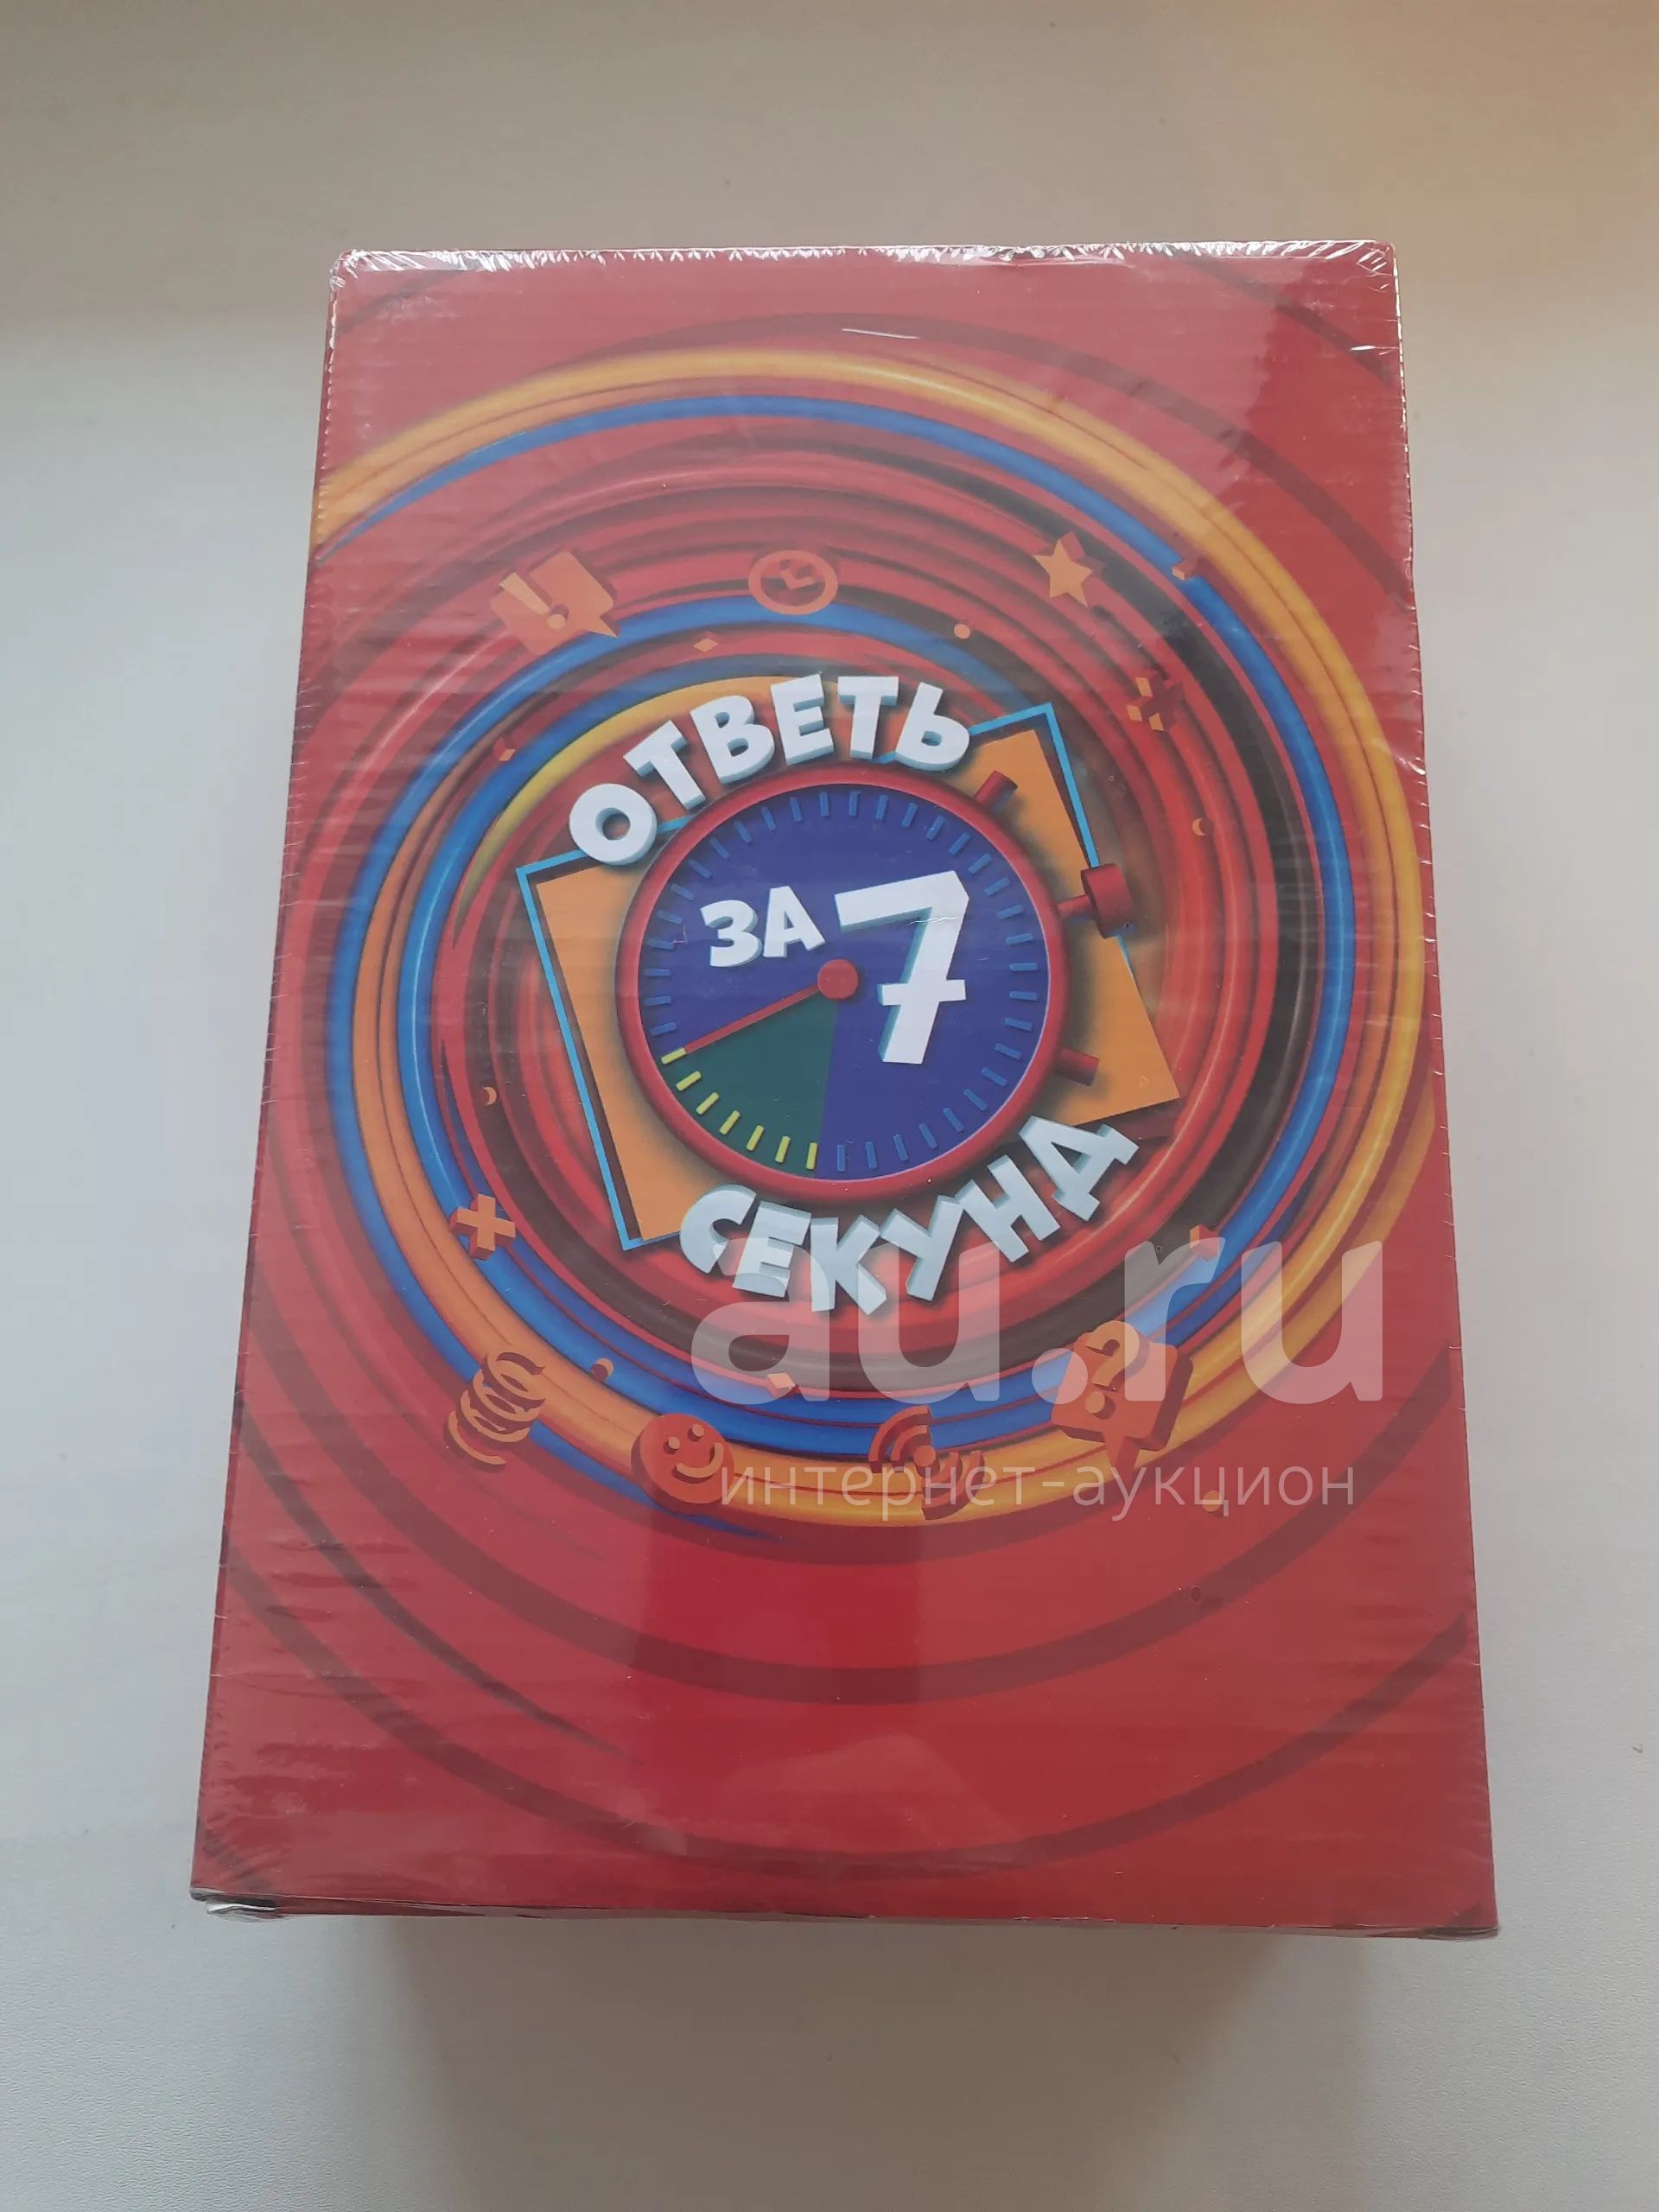 ОТВЕТЬ
ЗА 7
СЕКУНД
au.ru
интернет-аукцион